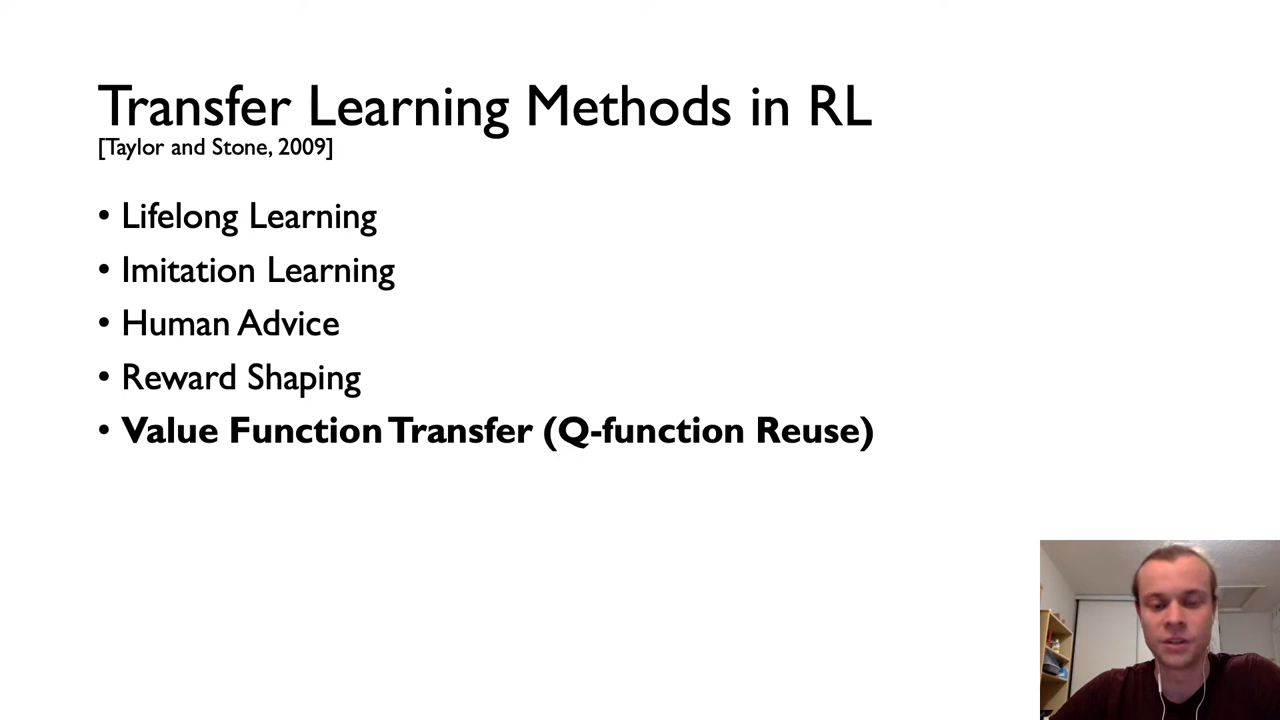 Transfer Learning Methods in RL
[Taylor and Stone, 2009]
• Lifelong Learning
• Imitation Learning
• Human Advice
• Reward Shaping
• Value Function Transfer (Q-function Reuse)